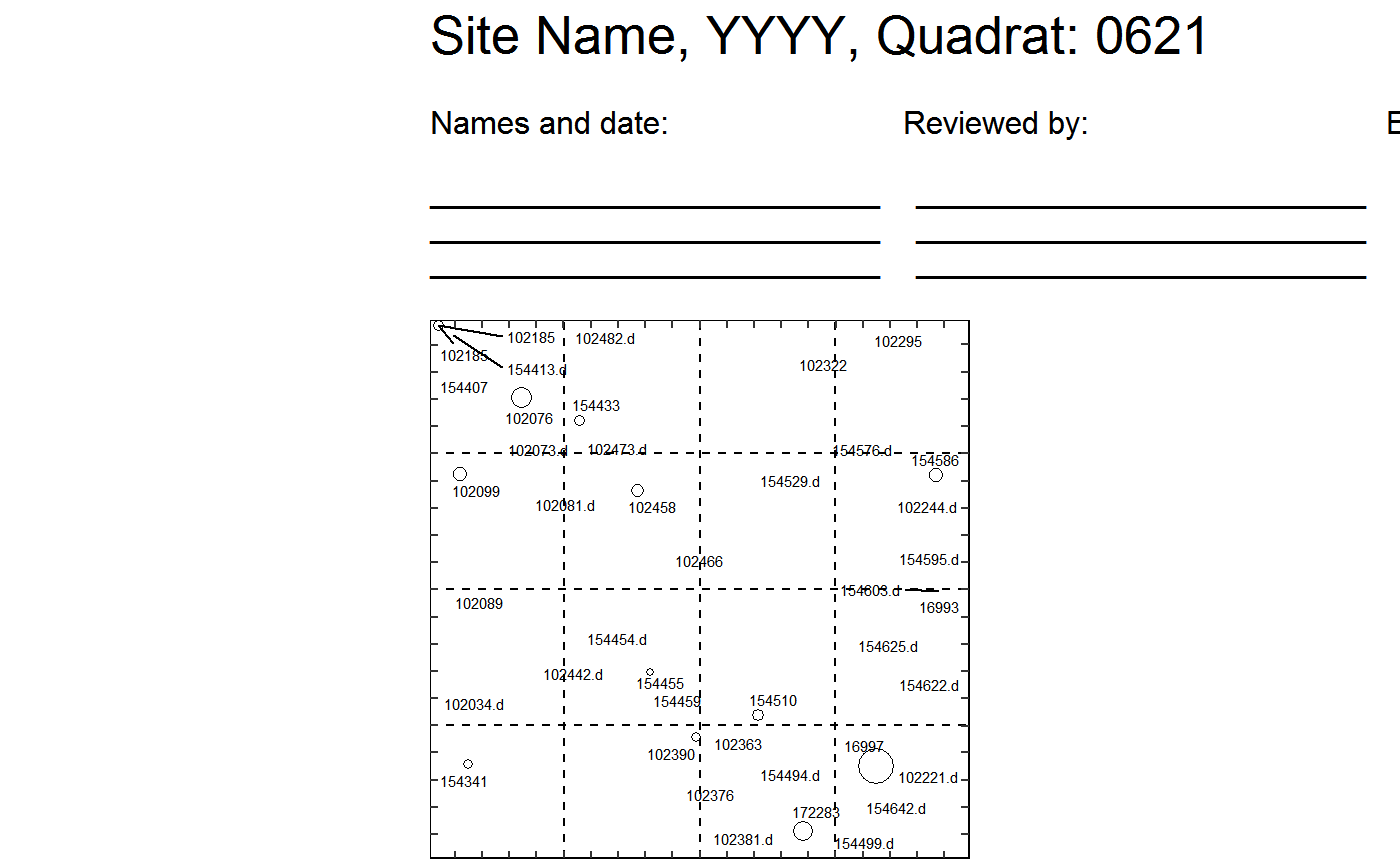 Site Name, YYYY, Quadrat: 0621
Names and date: Reviewed by: E
102185 102482.d 102295
102185 154413.d 102322
154407
102076 154433
102073.d 102473.d 154576.d
154586
102099 102081.d 102458 154529.d 102244.d
102466 154595.d
154603.d
102089 16993
154454.d 154625.d
102442.d 154455 154622.d
102034.d 154459 154510
102390 102363 16997
154341 154494.d 102221.d
102376 172283 154642.d
102381.d 154499.d